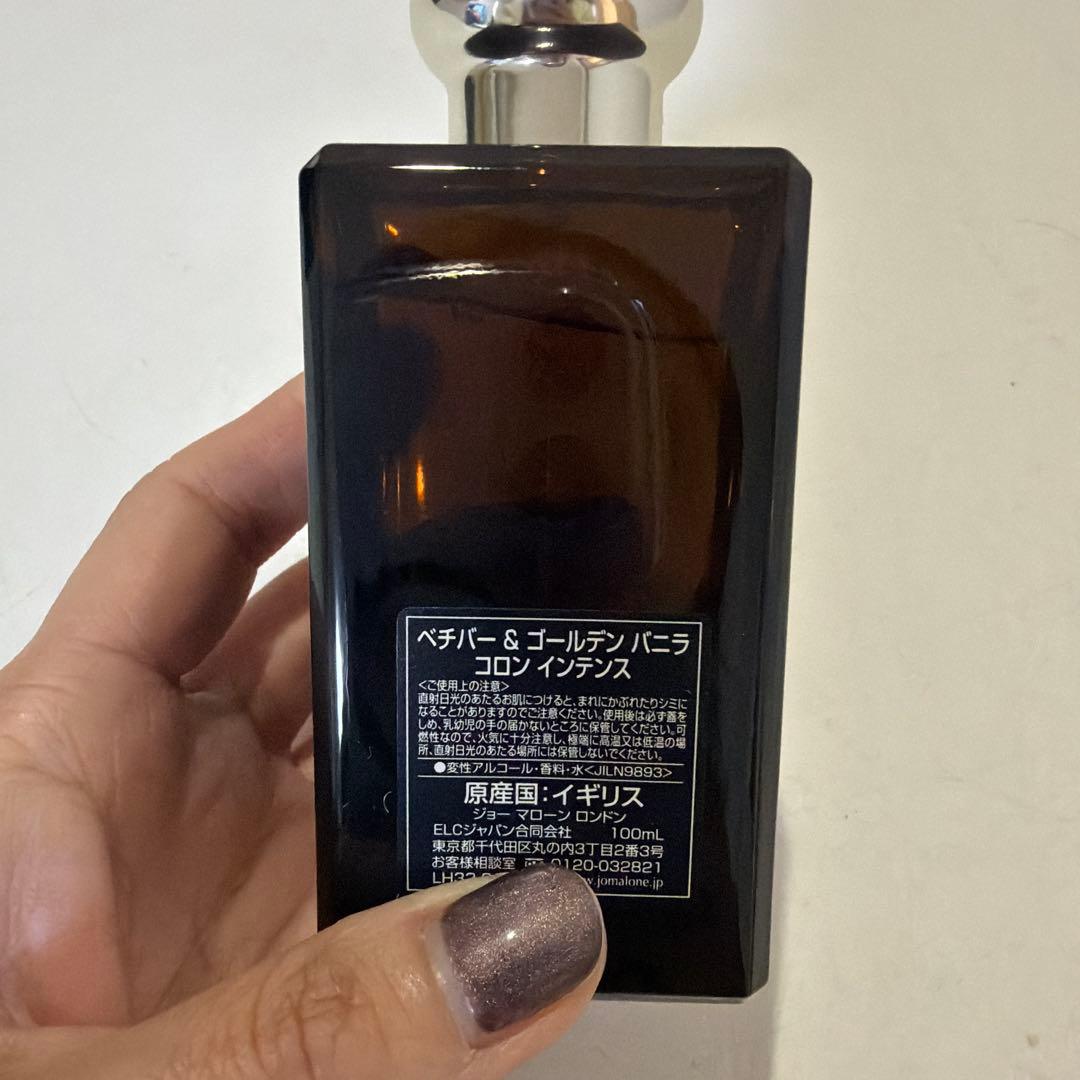 ベチバー & ゴールデン バニラ
コロン インテンス
<ご使用上の注意>
直射日光のあたるお肌につけると、まれにかぶれたりシミに
なることがありますのでご注意ください。使用後は必ず蓋を
しめ、乳幼児の手の届かないところに保管してください。可
燃性なので、火気に十分注意し、極端に高温又は低温の場
所、直射日光のあたる場所には保管しないでください。
●変性アルコール・香料・水<JILN9893>
原産国：イギリス
ジョー マローン ロンドン
ELCジャパン合同会社 100mL
東京都千代田区丸の内3丁目2番3号
お客様相談室 0120-032821
LH32 w.jomalone.jp